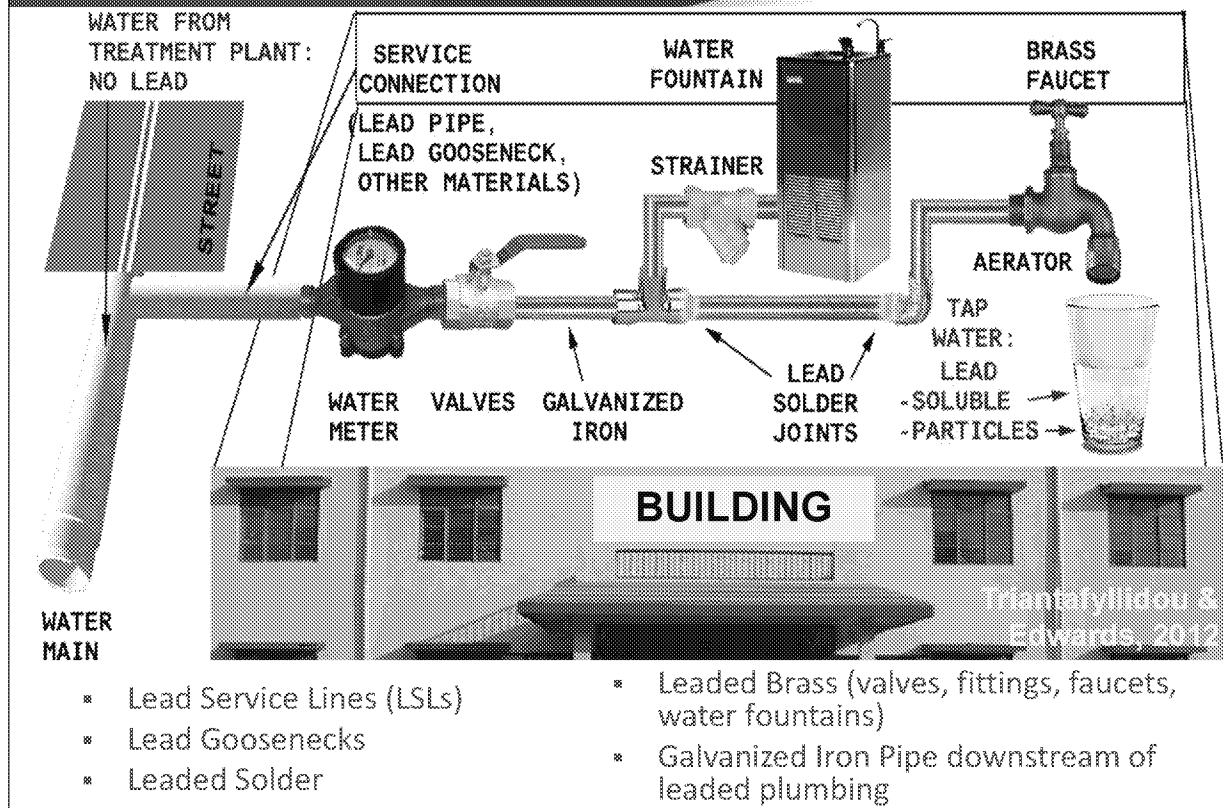 WATER FROM
TREATMENT PLANT:
NO LEAD
SERVICE
CONNECTION
(LEAD PIPE,
LEAD GOOSENECK,
OTHER MATERIALS)
WATER
FOUNTAIN
BRASS
FAUCET
STREET
STRAINER
AERATOR
TAP
WATER:
LEAD
-SOLUBLE
-PARTICLES
WATER
METER
VALVES
GALVANIZED
IRON
LEAD
SOLDER
JOINTS
BUILDING
Triantafyllidou &
Edwards, 2012
WATER
MAIN
▪ Lead Service Lines (LSLs)
▪ Lead Goosenecks
▪ Leaded Solder
▪ Leaded Brass (valves, fittings, faucets,
water fountains)
▪ Galvanized Iron Pipe downstream of
leaded plumbing